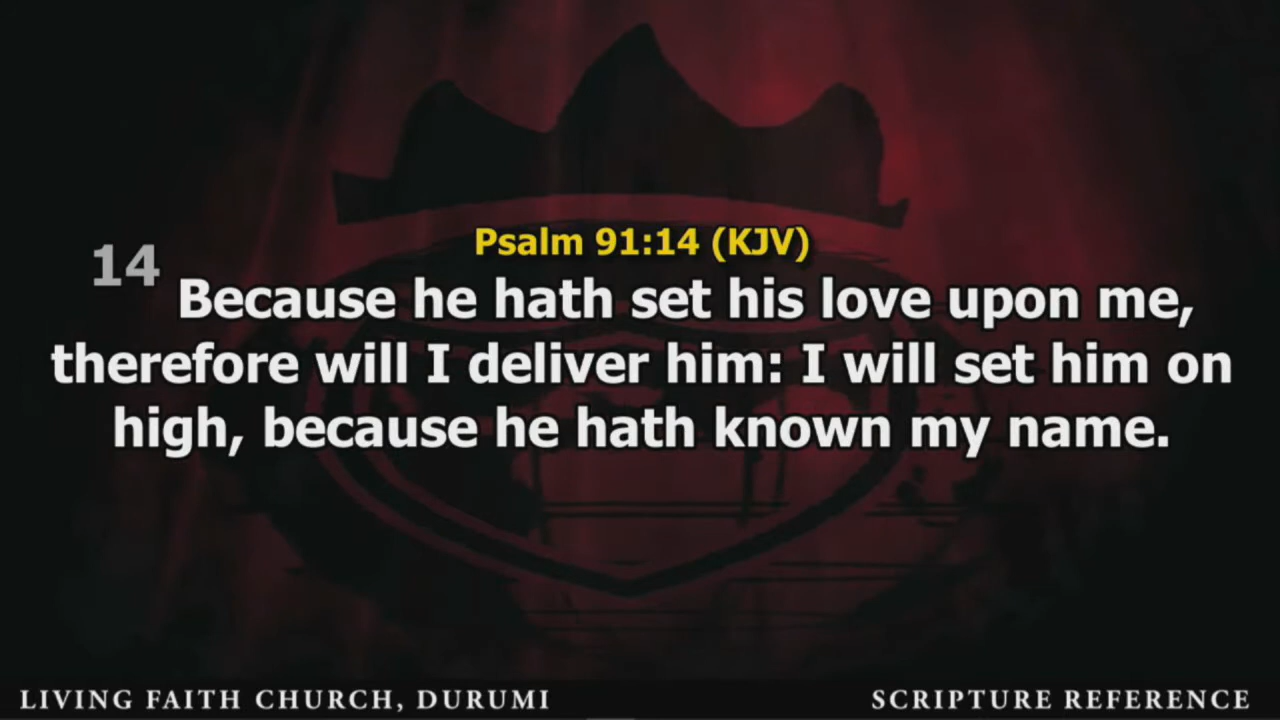 Psalm 91:14 (KJV)
14 Because he hath set his love upon me,
therefore will I deliver him: I will set him on
high, because he hath known my name.
LIVING FAITH CHURCH, DURUMI
SCRIPTURE REFERENCE